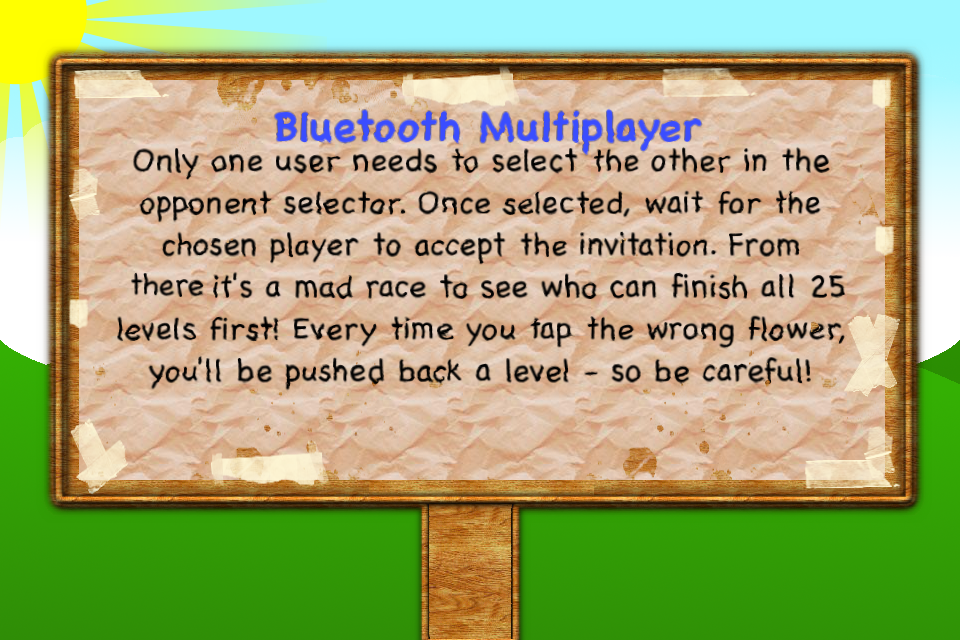 Bluetooth Multiplayer
Only one user needs to select the other in the
opponent selector. Once selected, wait for the
chosen player to accept the invitation. From
there it's a mad race to see who can finish all 25
levels first! Every time you tap the wrong flower,
you'll be pushed back a level - so be careful!